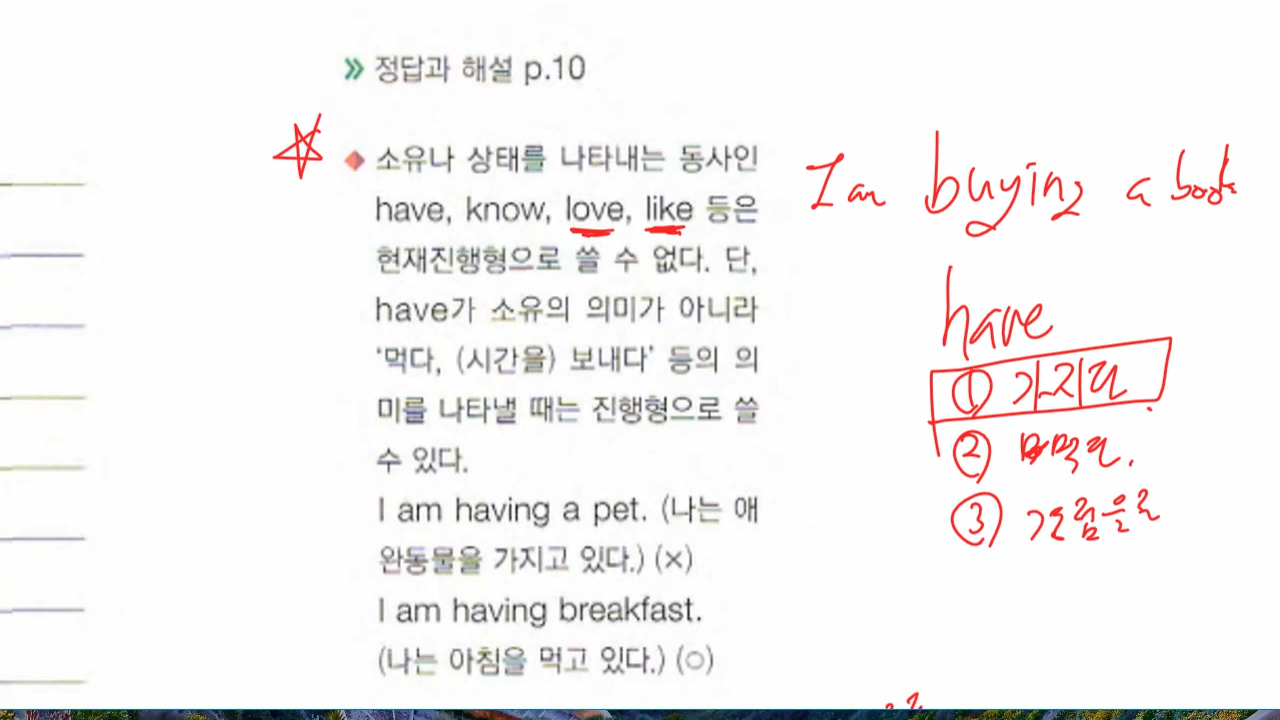 » 정답과 해설 p.10
소유나 상태를 나타내는 동사인
have, know, love, like 등은
현재진행형으로 쓸 수 없다. 단,
have가 소유의 의미가 아니라
‘먹다, (시간을) 보내다’ 등의 의
미를 나타낼 때는 진행형으로 쓸
수 있다.
I am having a pet. (나는 애
완동물을 가지고 있다.) (×)
I am having breakfast.
(나는 아침을 먹고 있다.) (○)
I am buying a book
have
① 가지다
② 먹다.
③